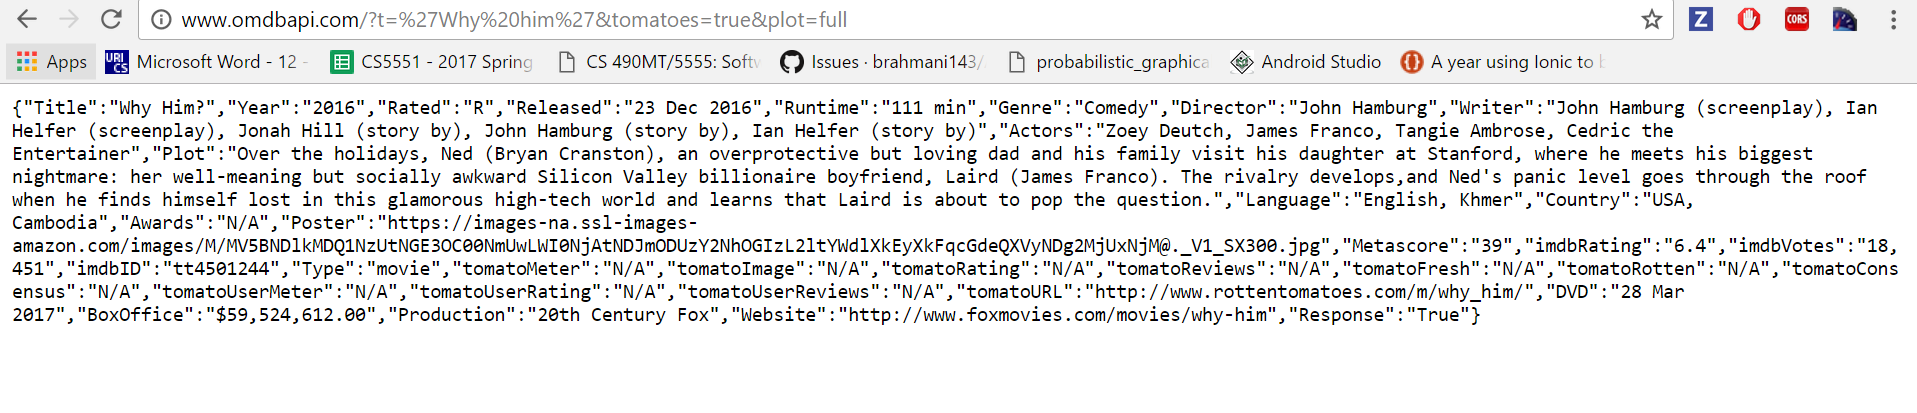 www.omdbapi.com/?t=%27Why%20him%27&tomatoes=true&plot=full
Z CORS
Apps URI CS Microsoft Word - 12 - CS5551 - 2017 Spring CS 490MT/5555: Softw Issues · brahmani143/ probabilistic_graphica Android Studio A year using Ionic to b
{"Title":"Why Him?","Year":"2016","Rated":"R","Released":"23 Dec 2016","Runtime":"111 min","Genre":"Comedy","Director":"John Hamburg","Writer":"John Hamburg (screenplay), Ian
Helfer (screenplay), Jonah Hill (story by), John Hamburg (story by), Ian Helfer (story by)","Actors":"Zoey Deutch, James Franco, Tangie Ambrose, Cedric the
Entertainer","Plot":"Over the holidays, Ned (Bryan Cranston), an overprotective but loving dad and his family visit his daughter at Stanford, where he meets his biggest
nightmare: her well-meaning but socially awkward Silicon Valley billionaire boyfriend, Laird (James Franco). The rivalry develops,and Ned's panic level goes through the roof
when he finds himself lost in this glamorous high-tech world and learns that Laird is about to pop the question.","Language":"English, Khmer","Country":"USA,
Cambodia","Awards":"N/A","Poster":"https://images-na.ssl-images-
amazon.com/images/M/MV5BNDlkMDQ1NzUtNGE3OC00NmUwLWI0NjAtNDJmODUzY2NhOGIzL2ltYWdlXkEyXkFqcGdeQXVyNDg2MjUxNjM@._V1_SX300.jpg","Metascore":"39","imdbRating":"6.4","imdbVotes":"18,
451","imdbID":"tt4501244","Type":"movie","tomatoMeter":"N/A","tomatoImage":"N/A","tomatoRating":"N/A","tomatoReviews":"N/A","tomatoFresh":"N/A","tomatoRotten":"N/A","tomatoCons
ensus":"N/A","tomatoUserMeter":"N/A","tomatoUserRating":"N/A","tomatoUserReviews":"N/A","tomatoURL":"http://www.rottentomatoes.com/m/why_him/","DVD":"28 Mar
2017","BoxOffice":"$59,524,612.00","Production":"20th Century Fox","Website":"http://www.foxmovies.com/movies/why-him","Response":"True"}